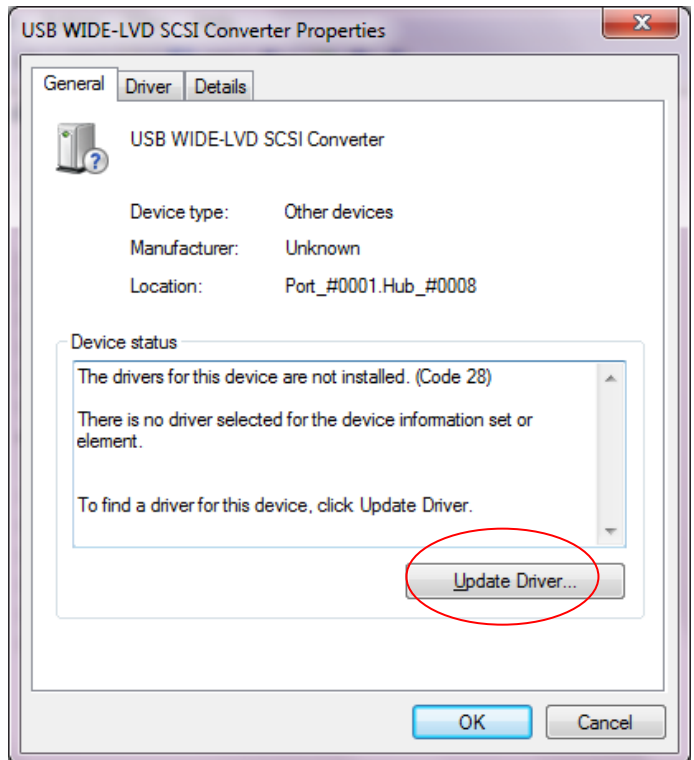 USB WIDE-LVD SCSI Converter Properties
X
General Driver Details
USB WIDE-LVD SCSI Converter
Device type: Other devices
Manufacturer: Unknown
Location: Port_#0001.Hub_#0008
Device status
The drivers for this device are not installed. (Code 28)
There is no driver selected for the device information set or
element.
To find a driver for this device, click Update Driver.
Update Driver...
OK Cancel